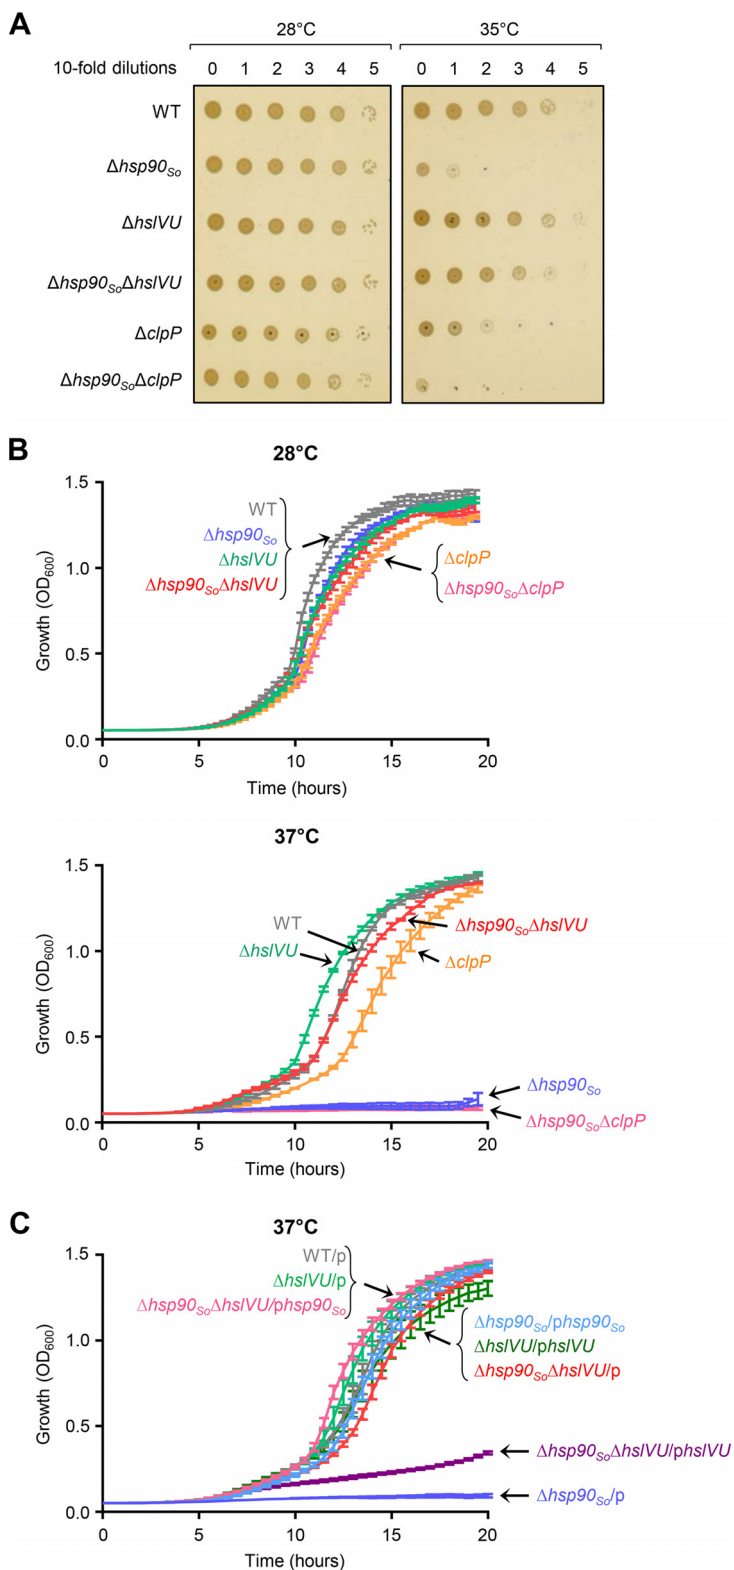 A
28°C 35°C
10-fold dilutions 0 1 2 3 4 5 0 1 2 3 4 5
WT
Δhsp90So
ΔhslVU
Δhsp90SoΔhslVU
ΔclpP
Δhsp90SoΔclpP
B
28°C
1.5
1.0
0.5
0.0
Growth (OD600)
WT
Δhsp90So
ΔhslVU
Δhsp90SoΔhslVU
ΔclpP
Δhsp90SoΔclpP
0 5 10 15 20
Time (hours)
37°C
1.5
1.0
0.5
0.0
Growth (OD600)
WT
ΔhslVU
Δhsp90SoΔhslVU
ΔclpP
Δhsp90So
Δhsp90SoΔclpP
0 5 10 15 20
Time (hours)
C
37°C
1.5
1.0
0.5
0.0
Growth (OD600)
WT/p
ΔhslVU/p
Δhsp90SoΔhslVU/phsp90So
Δhsp90So/phsp90So
ΔhslVU/phslVU
Δhsp90SoΔhslVU/p
Δhsp90SoΔhslVU/phslVU
Δhsp90So/p
0 5 10 15 20
Time (hours)